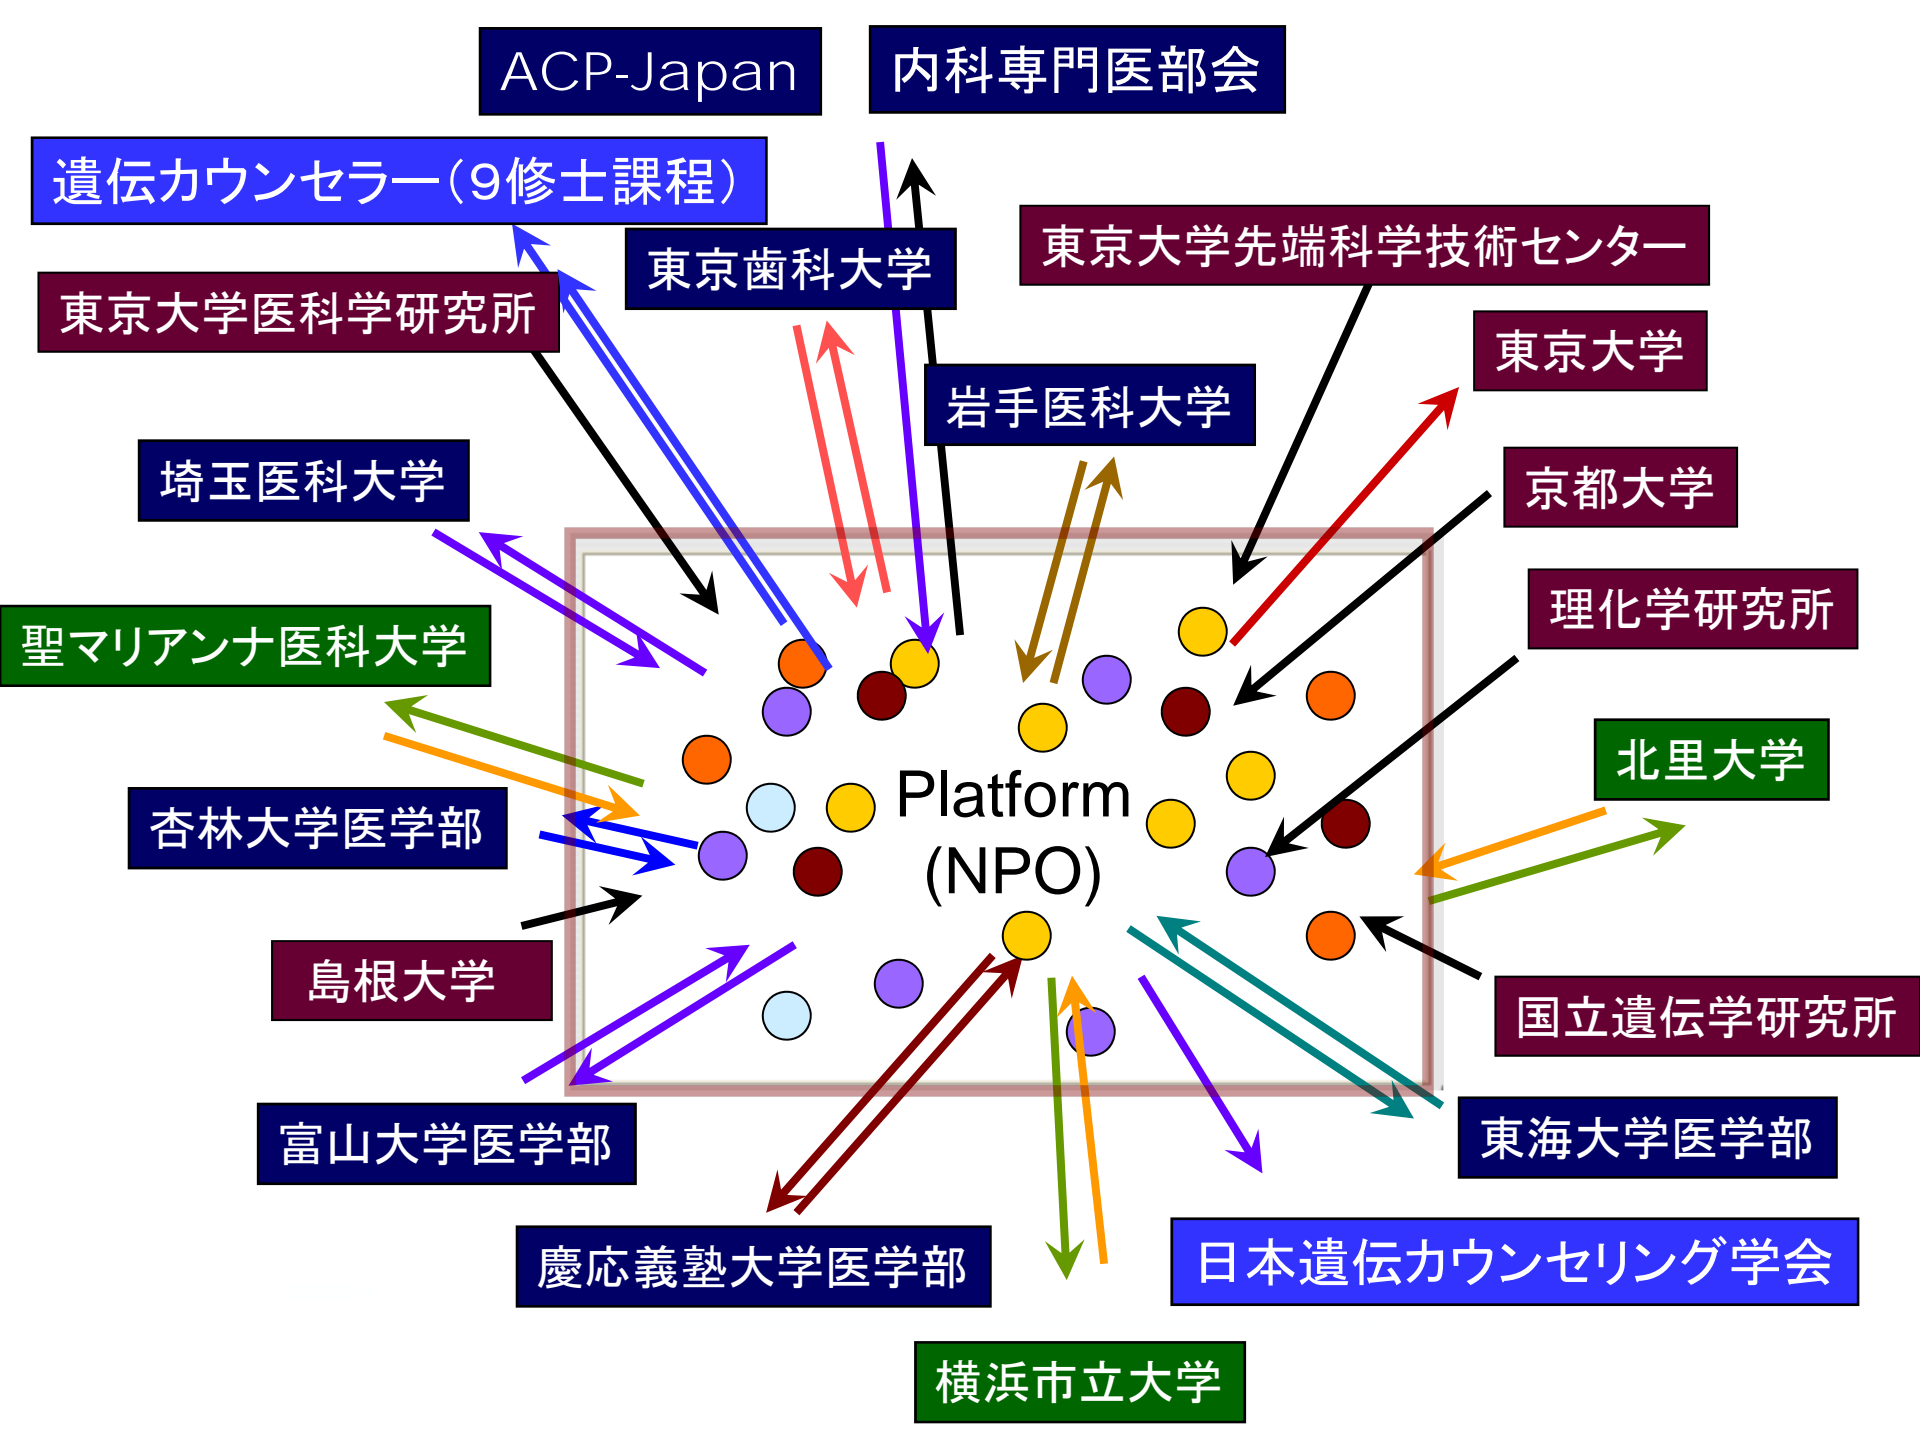 ACP-Japan
内科専門医部会
遺伝カウンセラー（９修士課程）
東京歯科大学
東京大学先端科学技術センター
東京大学医科学研究所
東京大学
岩手医科大学
埼玉医科大学
京都大学
理化学研究所
聖マリアンナ医科大学
北里大学
Platform
(NPO)
杏林大学医学部
島根大学
国立遺伝学研究所
富山大学医学部
東海大学医学部
慶応義塾大学医学部
日本遺伝カウンセリング学会
横浜市立大学